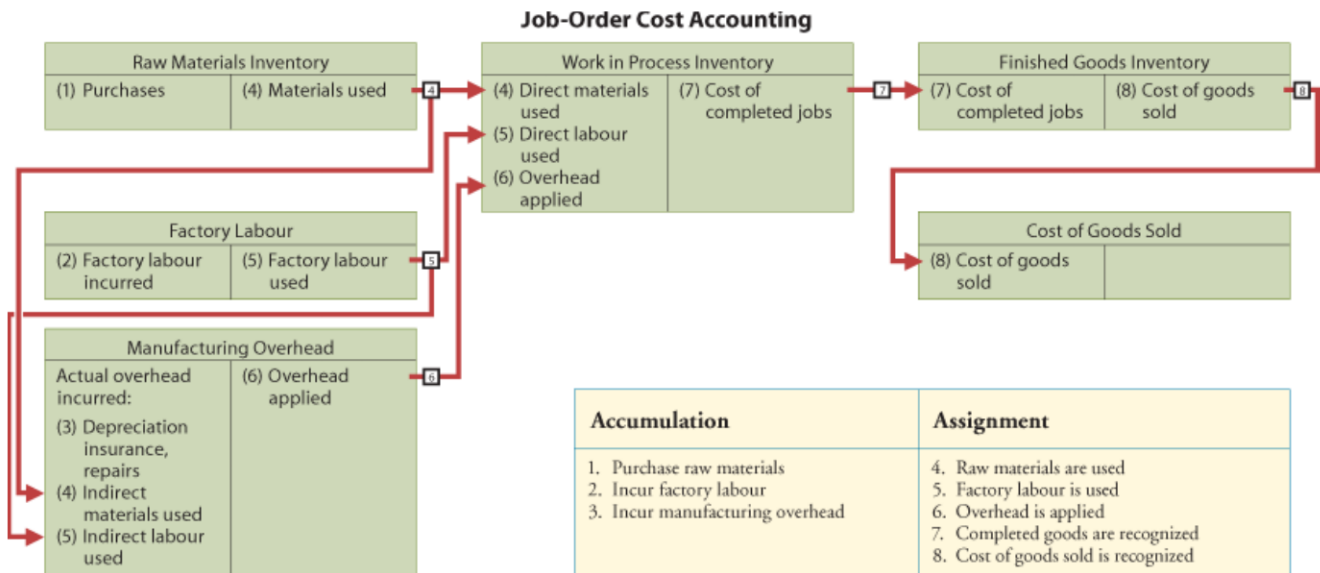 Job-Order Cost Accounting
Raw Materials Inventory
(1) Purchases
(4) Materials used
4
Work in Process Inventory
(4) Direct materials
used
(5) Direct labour
used
(6) Overhead
applied
(7) Cost of
completed jobs
7
Finished Goods Inventory
(7) Cost of
completed jobs
(8) Cost of goods
sold
8
Factory Labour
(2) Factory labour
incurred
(5) Factory labour
used
5
Cost of Goods Sold
(8) Cost of goods
sold
Manufacturing Overhead
Actual overhead
incurred:
(3) Depreciation
insurance,
repairs
(4) Indirect
materials used
(5) Indirect labour
used
(6) Overhead
applied
6
Accumulation
1. Purchase raw materials
2. Incur factory labour
3. Incur manufacturing overhead
Assignment
4. Raw materials are used
5. Factory labour is used
6. Overhead is applied
7. Completed goods are recognized
8. Cost of goods sold is recognized